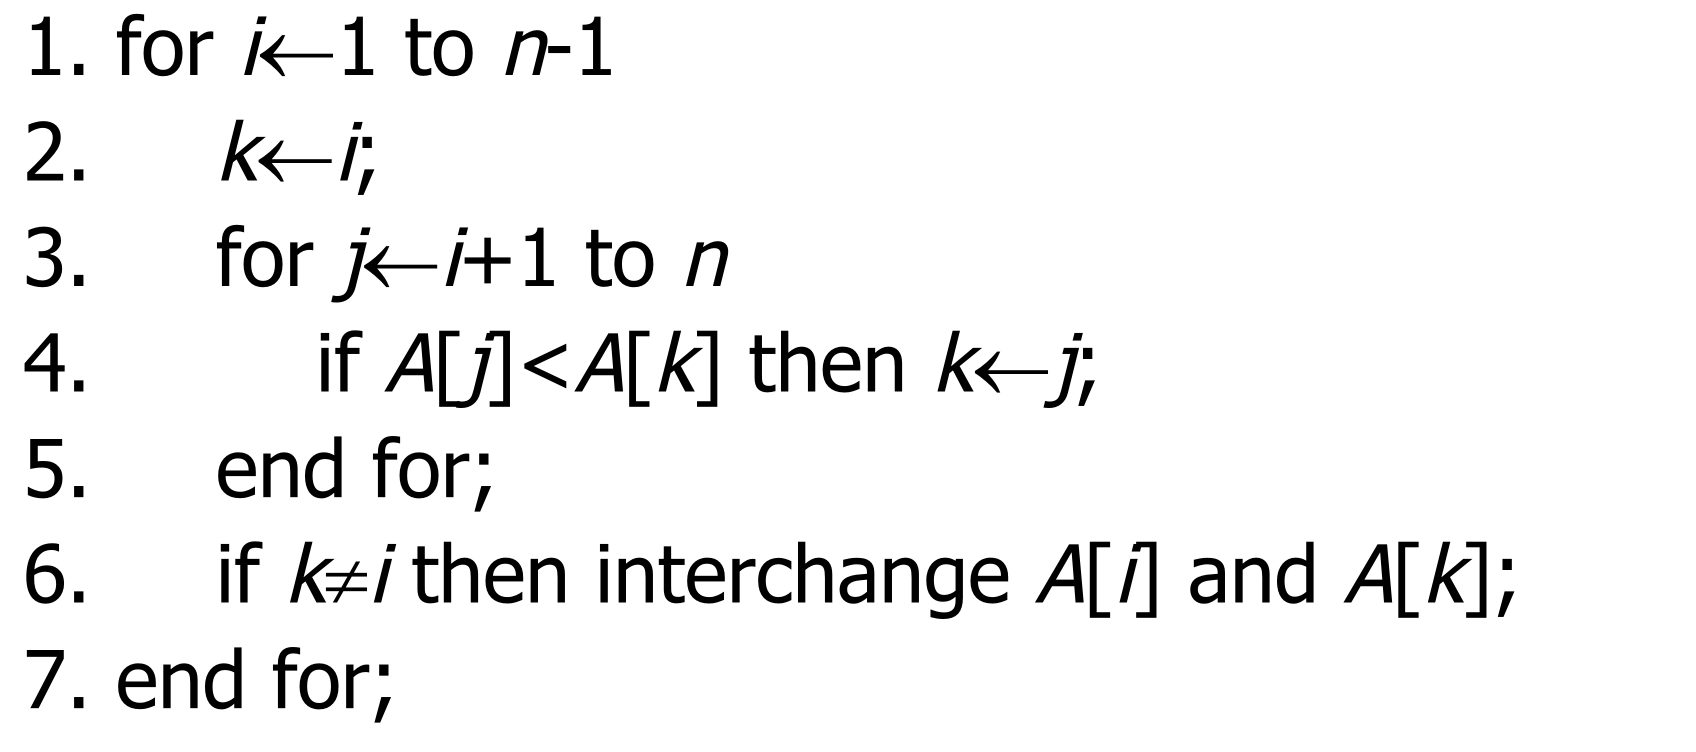 1. for i←1 to n-1
2. k←i;
3. for j←i+1 to n
4. if A[j]<A[k] then k←j;
5. end for;
6. if k≠i then interchange A[i] and A[k];
7. end for;